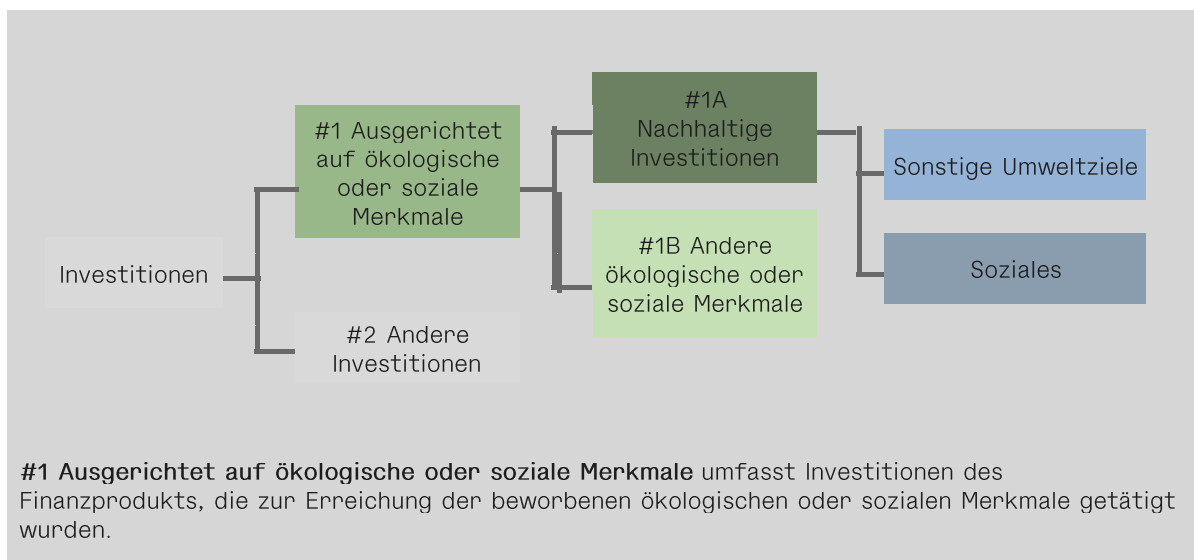 #1A
Nachhaltige
Investitionen
#1 Ausgerichtet
auf ökologische
oder soziale
Merkmale
Sonstige Umweltziele
#1B Andere
ökologische oder
soziale Merkmale
Soziales
Investitionen
#2 Andere
Investitionen
#1 Ausgerichtet auf ökologische oder soziale Merkmale umfasst Investitionen des
Finanzprodukts, die zur Erreichung der beworbenen ökologischen oder sozialen Merkmale getätigt
wurden.